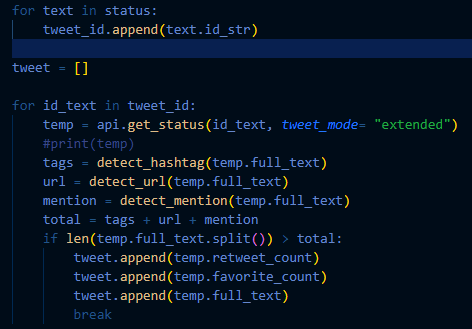 for text in status:
    tweet_id.append(text.id_str)

tweet = []

for id_text in tweet_id:
    temp = api.get_status(id_text, tweet_mode= "extended")
    #print(temp)
    tags = detect_hashtag(temp.full_text)
    url = detect_url(temp.full_text)
    mention = detect_mention(temp.full_text)
    total = tags + url + mention
    if len(temp.full_text.split()) > total:
        tweet.append(temp.retweet_count)
        tweet.append(temp.favorite_count)
        tweet.append(temp.full_text)
        break